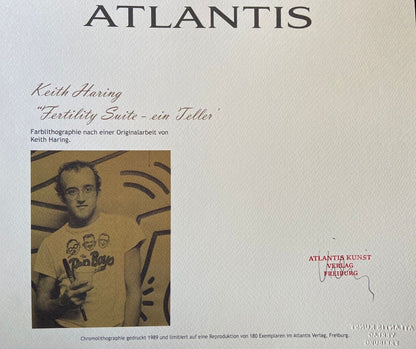 ATLANTIS
Keith Haring
"Fertility Suite - ein Teller'
Farblithographie nach einer Originalarbeit von
Keith Haring.
ATLANTIS KUNST
VERLAG
FREIBURG
Chromolithographie gedruckt 1989 und limitiert auf eine Reproduktion von 180 Exemplaren im Atlantis Verlag, Freiburg.